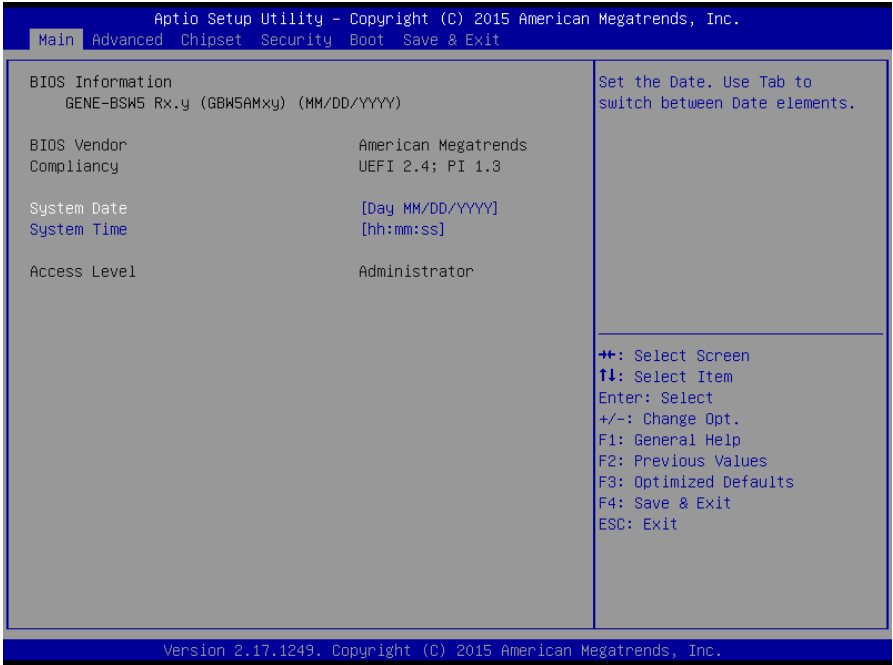 Aptio Setup Utility – Copyright (C) 2015 American Megatrends, Inc.
Main Advanced Chipset Security Boot Save & Exit
BIOS Information
GENE-BSW5 Rx.y (GBW5AMxy) (MM/DD/YYYY)
BIOS Vendor American Megatrends
Compliancy UEFI 2.4; PI 1.3
System Date [Day MM/DD/YYYY]
System Time [hh:mm:ss]
Access Level Administrator
Set the Date. Use Tab to
switch between Date elements.
→←: Select Screen
↑↓: Select Item
Enter: Select
+/-: Change Opt.
F1: General Help
F2: Previous Values
F3: Optimized Defaults
F4: Save & Exit
ESC: Exit
Version 2.17.1249. Copyright (C) 2015 American Megatrends, Inc.